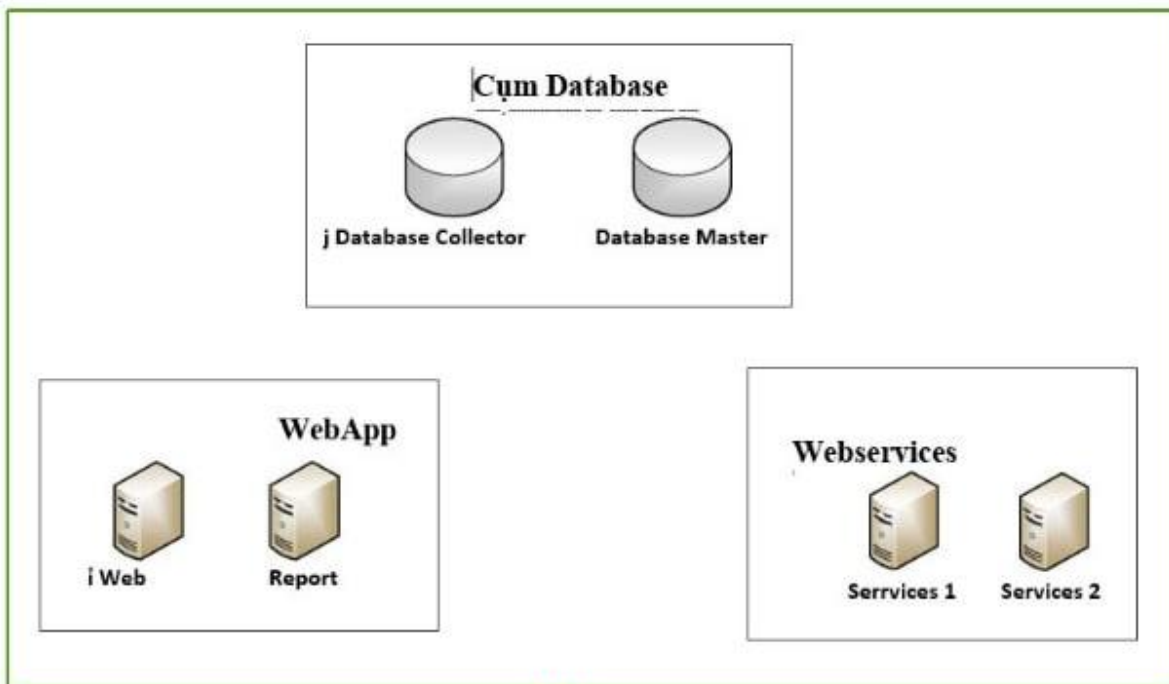 Cụm Database
j Database Collector
Database Master
WebApp
i Web
Report
Webservices
Serrvices 1
Services 2